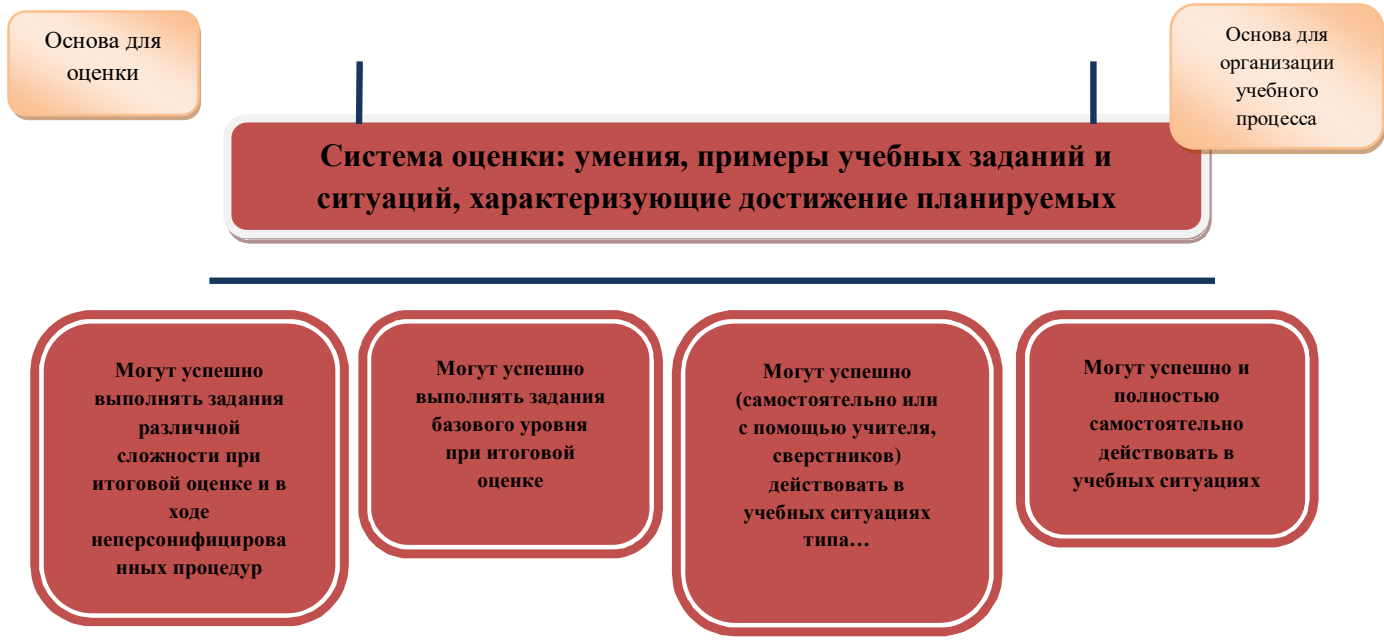 Основа для
оценки
Основа для
организации
учебного
процесса
Система оценки: умения, примеры учебных заданий и
ситуаций, характеризующие достижение планируемых
Могут успешно
выполнять задания
различной
сложности при
итоговой оценке и в
ходе
неперсонифицирова
нных процедур
Могут успешно
выполнять задания
базового уровня
при итоговой
оценке
Могут успешно
(самостоятельно или
с помощью учителя,
сверстников)
действовать в
учебных ситуациях
типа…
Могут успешно и
полностью
самостоятельно
действовать в
учебных ситуациях